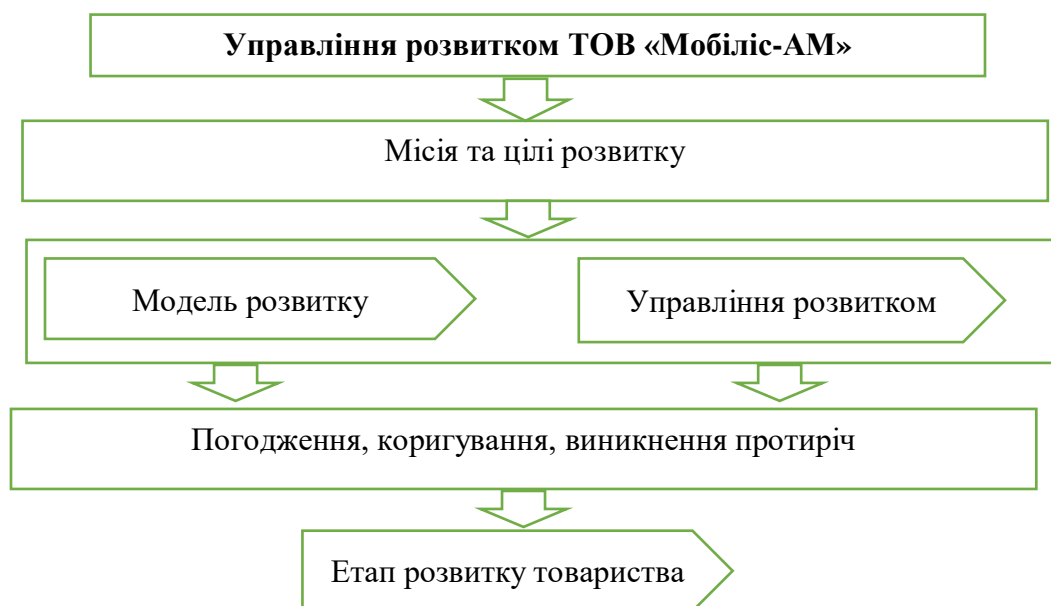 Управління розвитком ТОВ «Мобіліс-АМ»
Місія та цілі розвитку
Модель розвитку
Управління розвитком
Погодження, коригування, виникнення протиріч
Етап розвитку товариства